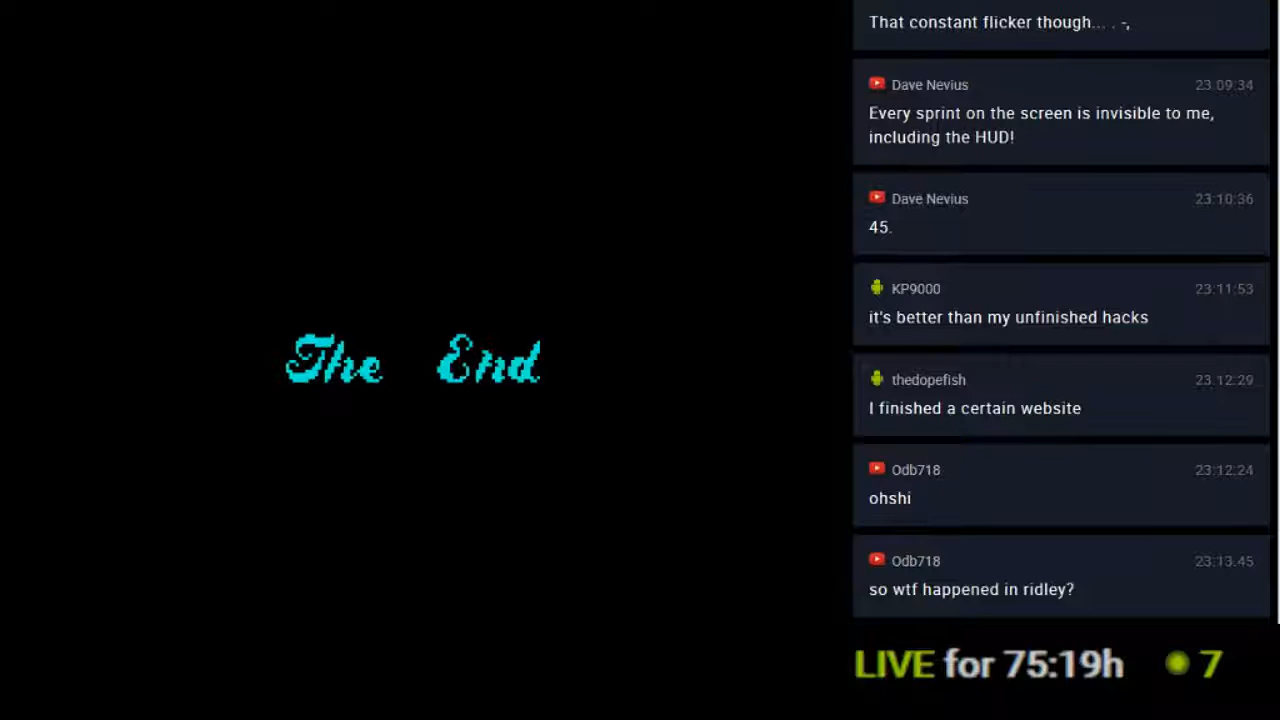 The End
That constant flicker though... . -,
Dave Nevius 23:09:34
Every sprint on the screen is invisible to me,
including the HUD!
Dave Nevius 23:10:36
45.
KP9000 23:11:53
it's better than my unfinished hacks
thedopefish 23:12:29
I finished a certain website
Odb718 23:12:24
ohshi
Odb718 23:13:45
so wtf happened in ridley?
LIVE for 75:19h 7